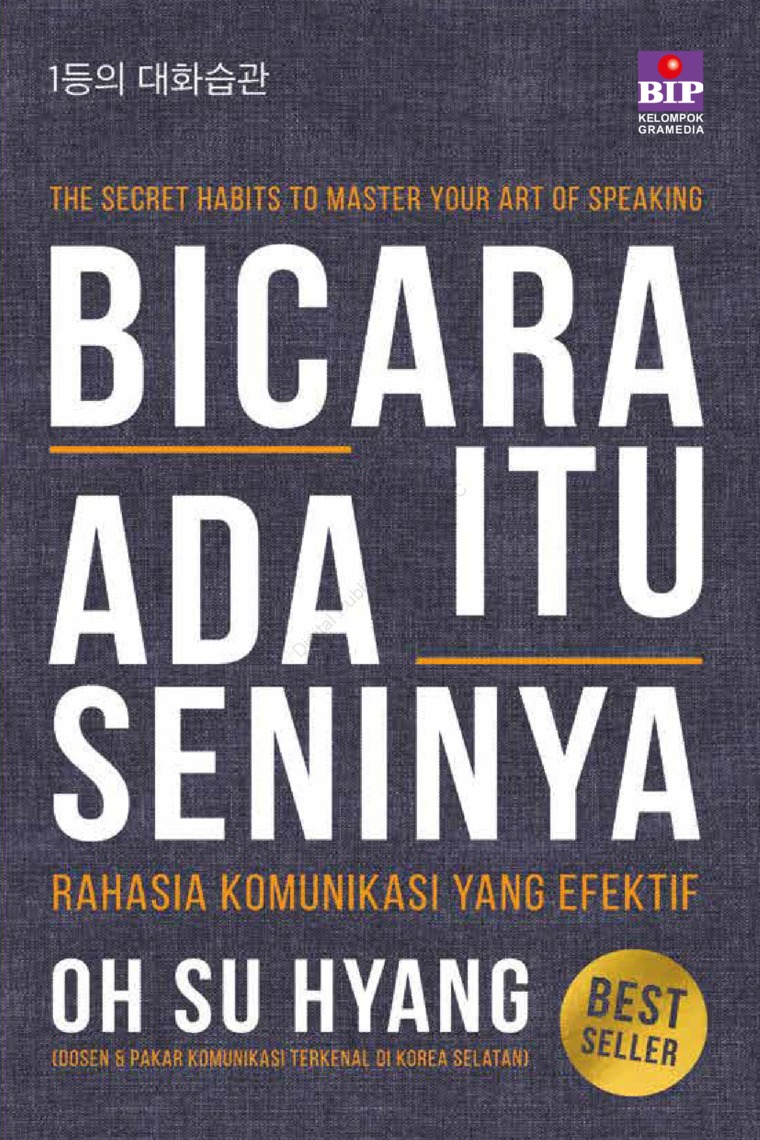 1등의 대화습관
BIP
KELOMPOK
GRAMEDIA
THE SECRET HABITS TO MASTER YOUR ART OF SPEAKING
BICARA
ITU
ADA
SENINYA
RAHASIA KOMUNIKASI YANG EFEKTIF
OH SU HYANG
(DOSEN & PAKAR KOMUNIKASI TERKENAL DI KOREA SELATAN)
BEST
SELLER
Digital Publi